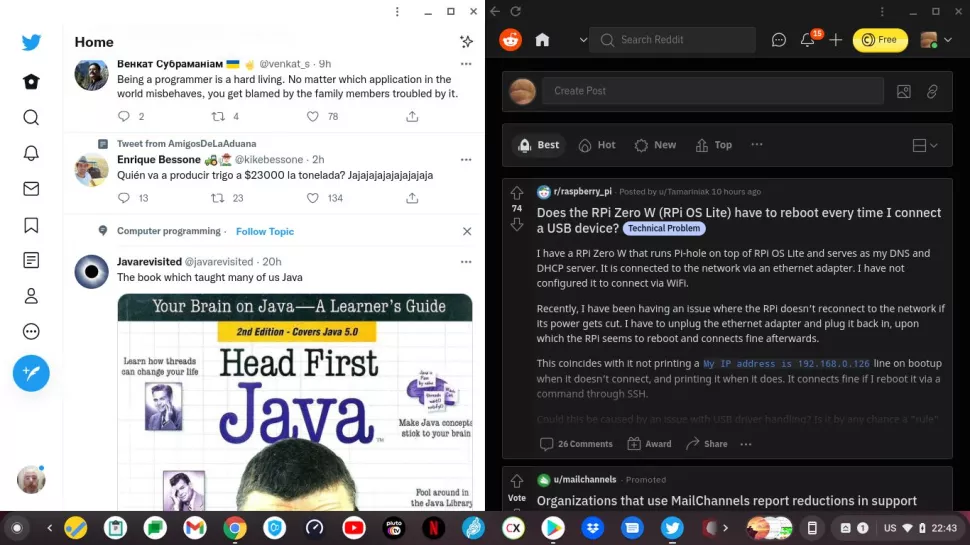 Home
Венкат Субраманіам 🇺🇦 ✌ @venkat_s · 9h
Being a programmer is a hard living. No matter which application in the
world misbehaves, you get blamed by the family members troubled by it.
2 4 78
Tweet from AmigosDeLaAduana
Enrique Bessone @kikebessone · 2h
Quién va a producir trigo a $23000 la tonelada? Jajajajajajajajaja
13 23 134
Computer programming · Follow Topic
Javarevisited @javarevisited · 20h
The book which taught many of us Java
Your Brain on Java—A Learner's Guide
2nd Edition - Covers Java 5.0
Head First
Java
TM
Learn how threads
can change your life
Make Java concepts
stick to your brain
Fool around in
the Java Library
Search Reddit
15
Free
Create Post
Best Hot New Top
74
r/raspberry_pi · Posted by u/Tamariniak 10 hours ago
Does the RPi Zero W (RPi OS Lite) have to reboot every time I connect
a USB device? Technical Problem
I have a RPi Zero W that runs Pi-hole on top of RPi OS Lite and serves as my DNS and
DHCP server. It is connected to the network via an ethernet adapter. I have not
configured it to connect via WiFi.
Recently, I have been having an issue where the RPi doesn't reconnect to the network if
its power gets cut. I have to unplug the ethernet adapter and plug it back in, upon
which the RPi seems to reboot and connects fine afterwards.
This coincides with it not printing a My IP address is 192.168.0.126 line on bootup
when it doesn't connect, and printing it when it does. It connects fine if I reboot it via a
command through SSH.
Could this be caused by an issue with USB driver handling? Is it by any chance a "rule"
26 Comments Award Share
Vote
u/mailchannels · Promoted
Organizations that use MailChannels report reductions in support
pluto tv
N
CX
1
US
22:43